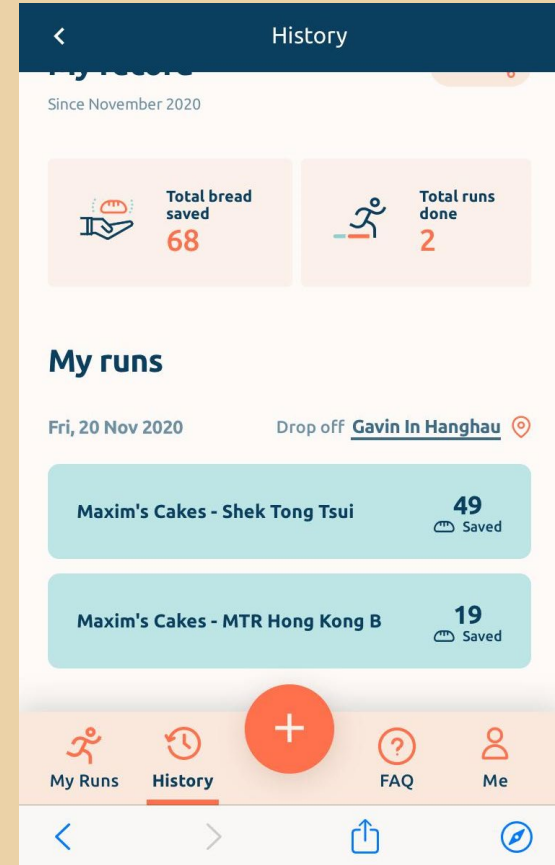 History
My record
Since November 2020
Total bread
saved
68
Total runs
done
2
My runs
Fri, 20 Nov 2020
Drop off Gavin In Hanghau
Maxim's Cakes - Shek Tong Tsui
49
Saved
Maxim's Cakes - MTR Hong Kong B
19
Saved
My Runs
History
FAQ
Me